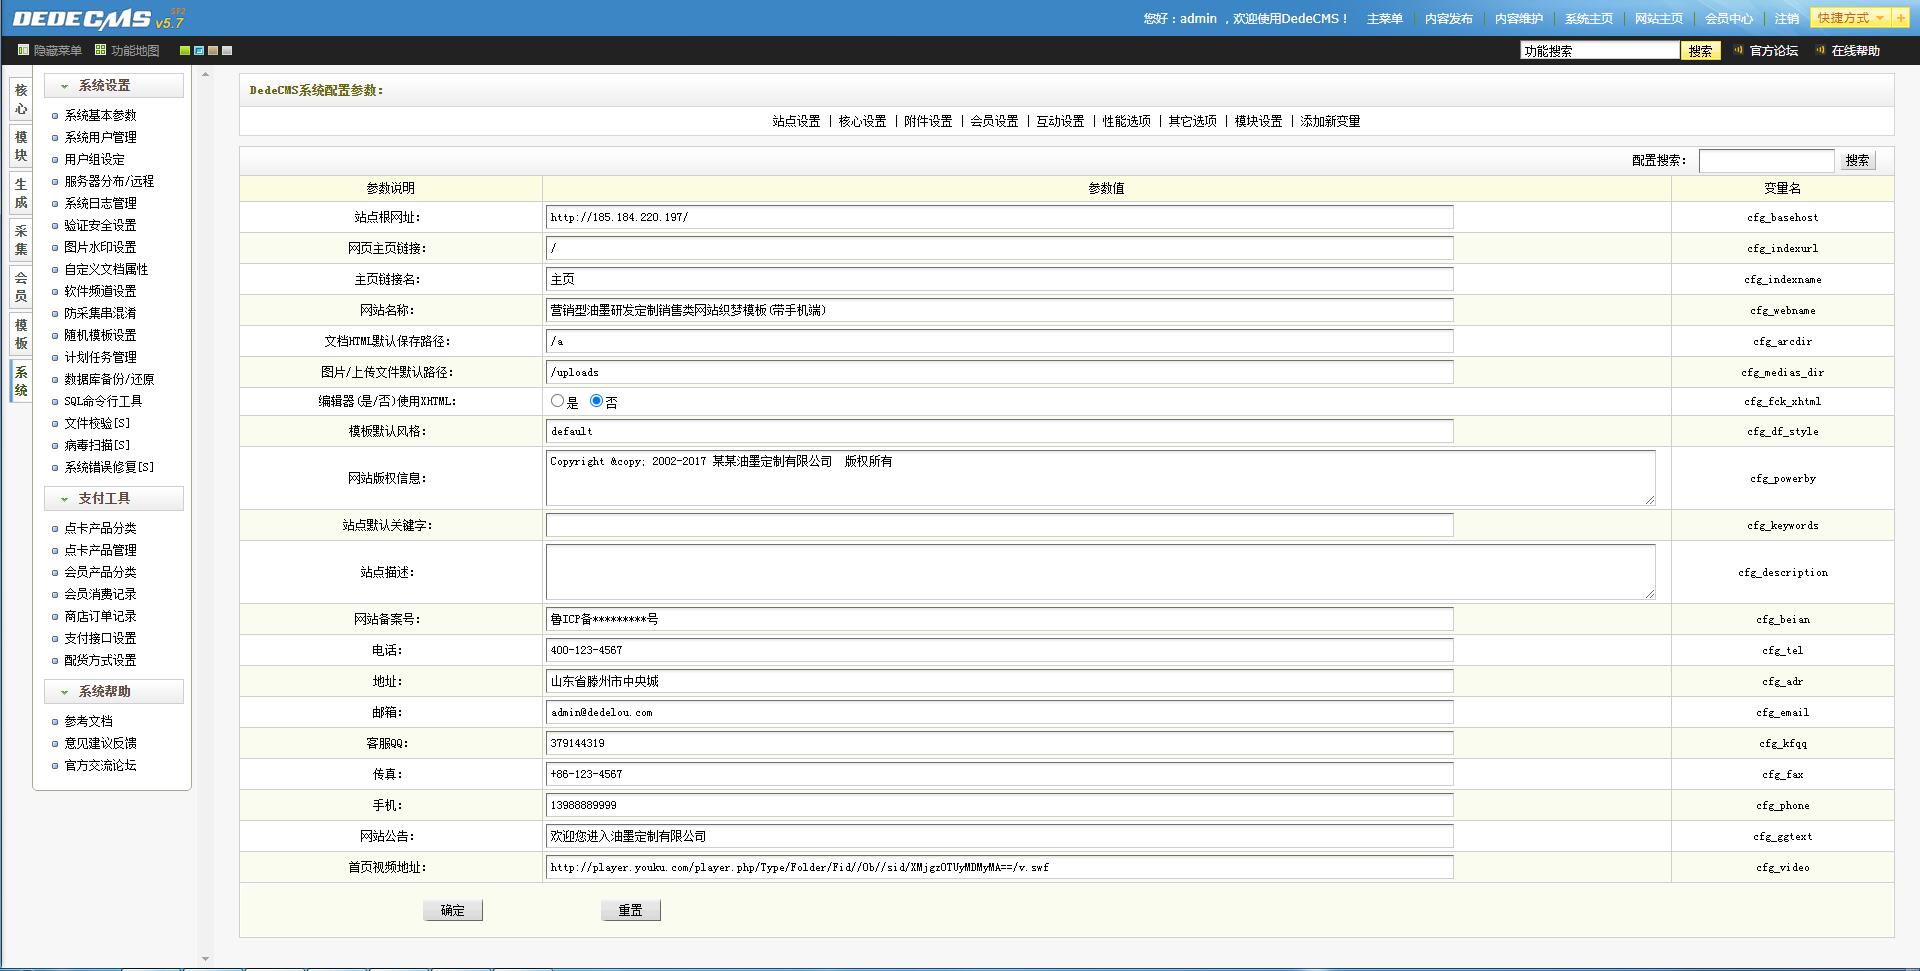 DEDECMS v5.7 SP2
您好：admin ，欢迎使用DedeCMS！ 主菜单 内容发布 内容维护 系统主页 网站主页 会员中心 注销 快捷方式 +
隐藏菜单 功能地图
功能搜索 搜索 官方论坛 在线帮助
核心
模块
生成
采集
会员
模板
系统
系统设置
系统基本参数
系统用户管理
用户组设定
服务器分布/远程
系统日志管理
验证安全设置
图片水印设置
自定义文档属性
软件频道设置
防采集串混淆
随机模板设置
计划任务管理
数据库备份/还原
SQL命令行工具
文件校验[S]
病毒扫描[S]
系统错误修复[S]
支付工具
点卡产品分类
点卡产品管理
会员产品分类
会员消费记录
商店订单记录
支付接口设置
配货方式设置
系统帮助
参考文档
意见建议反馈
官方交流论坛
DedeCMS系统配置参数：
站点设置 | 核心设置 | 附件设置 | 会员设置 | 互动设置 | 性能选项 | 其它选项 | 模块设置 | 添加新变量
配置搜索： 搜索
参数说明 参数值 变量名
站点根网址： http://185.184.220.197/ cfg_basehost
网页主页链接： / cfg_indexurl
主页链接名： 主页 cfg_indexname
网站名称： 营销型油墨研发定制销售类网站织梦模板(带手机端) cfg_webname
文档HTML默认保存路径： /a cfg_arcdir
图片/上传文件默认路径： /uploads cfg_medias_dir
编辑器(是/否)使用XHTML： 是 否 cfg_fck_xhtml
模板默认风格： default cfg_df_style
网站版权信息： Copyright &copy; 2002-2017 某某油墨定制有限公司 版权所有 cfg_powerby
站点默认关键字： cfg_keywords
站点描述： cfg_description
网站备案号： 鲁ICP备*********号 cfg_beian
电话： 400-123-4567 cfg_tel
地址： 山东省滕州市中央城 cfg_adr
邮箱： admin@dedelou.com cfg_email
客服QQ： 379144319 cfg_kfqq
传真： +86-123-4567 cfg_fax
手机： 13988889999 cfg_phone
网站公告： 欢迎您进入油墨定制有限公司 cfg_ggtext
首页视频地址： http://player.youku.com/player.php/Type/Folder/Fid//Ob//sid/XMjgzOTUyMDMyMA==/v.swf cfg_video
确定 重置